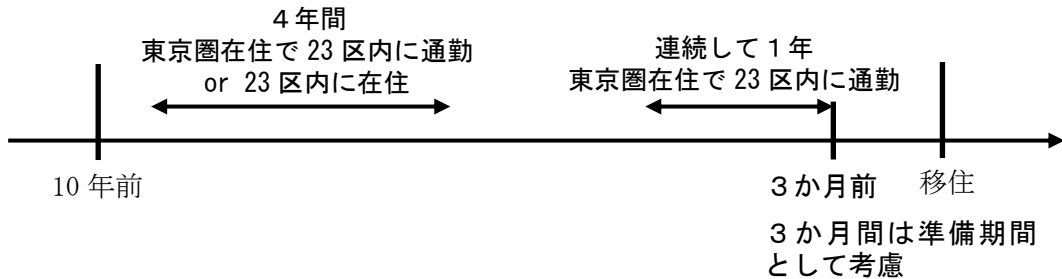 ４年間
東京圏在住で 23 区内に通勤
or 23 区内に在住
連続して１年
東京圏在住で 23 区内に通勤
10 年前
３か月前
移住
３か月間は準備期間
として考慮